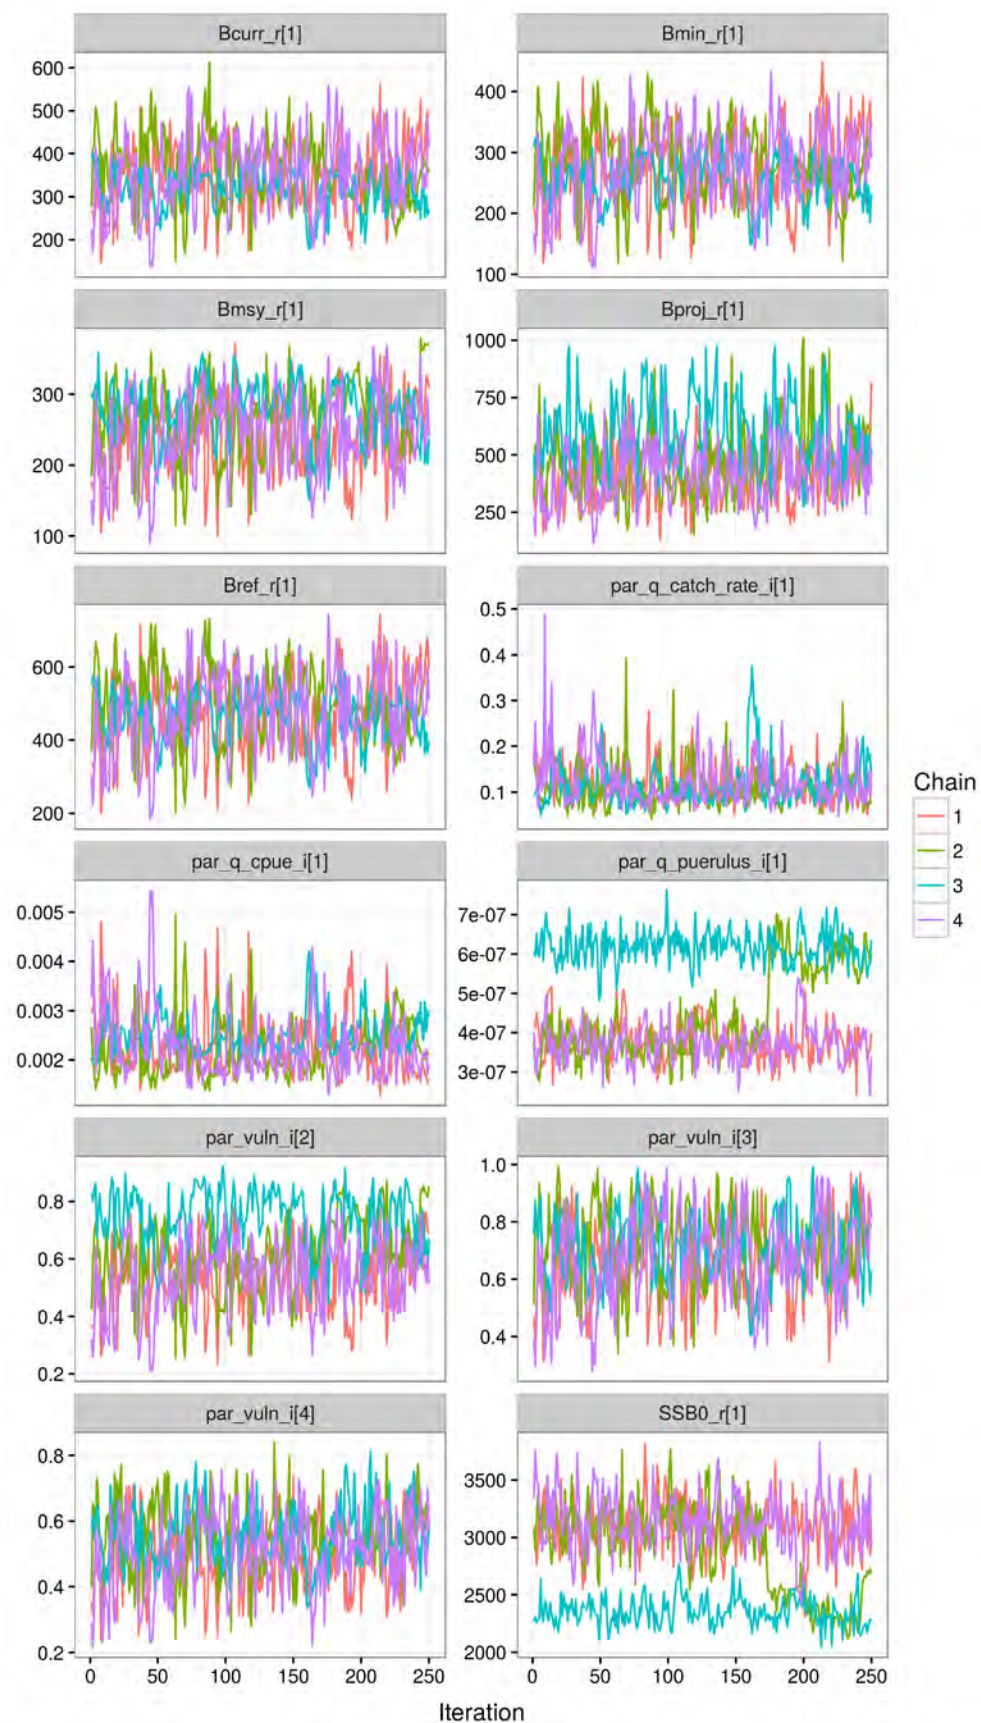 Bcurr_r[1]
Bmin_r[1]
600
500
400
300
200
400
300
200
100
Bmsy_r[1]
Bproj_r[1]
300
200
100
1000
750
500
250
Bref_r[1]
par_q_catch_rate_i[1]
600
400
200
0.5
0.4
0.3
0.2
0.1
Chain
1
2
3
4
par_q_cpue_i[1]
par_q_puerulus_i[1]
0.005
0.004
0.003
0.002
7e-07
6e-07
5e-07
4e-07
3e-07
par_vuln_i[2]
par_vuln_i[3]
0.8
0.6
0.4
0.2
1.0
0.8
0.6
0.4
par_vuln_i[4]
SSB0_r[1]
0.8
0.6
0.4
0.2
3500
3000
2500
2000
0 50 100 150 200 250
0 50 100 150 200 250
Iteration